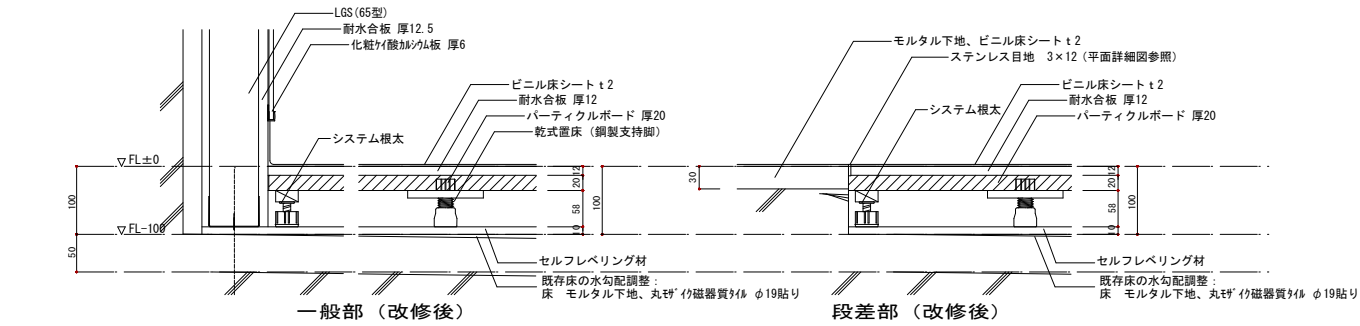 LGS(65型)
耐水合板 厚12.5
化粧ｹｲ酸ｶﾙｼｳﾑ板 厚6
ビニル床シート t 2
耐水合板 厚12
パーティクルボード 厚20
乾式置床（鋼製支持脚）
システム根太
▽FL±0
▽FL-100
100
50
12
20
58
10
100
セルフレベリング材
既存床の水勾配調整：
床 モルタル下地、丸ﾓｻﾞｲｸ磁器質ﾀｲﾙ φ19貼り
一般部（改修後）
モルタル下地、ビニル床シート t 2
ステンレス目地 3×12（平面詳細図参照）
ビニル床シート t 2
耐水合板 厚12
パーティクルボード 厚20
システム根太
30
12
20
58
10
100
セルフレベリング材
既存床の水勾配調整：
床 モルタル下地、丸ﾓｻﾞｲｸ磁器質ﾀｲﾙ φ19貼り
段差部（改修後）